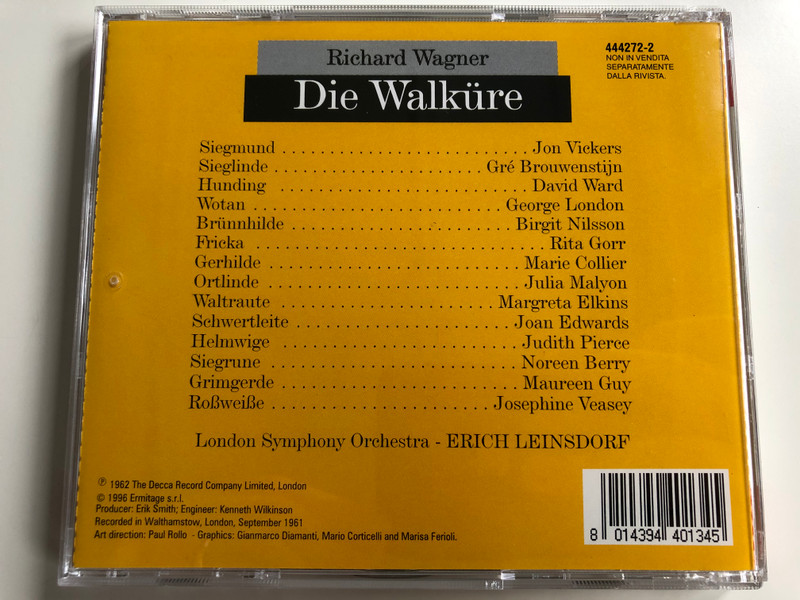 Richard Wagner
Die Walküre
444272-2
NON IN VENDITA
SEPARATAMENTE
DALLA RIVISTA.
Siegmund . . . . . . . . . . . . . . . . . . . . . . . . . . Jon Vickers
Sieglinde . . . . . . . . . . . . . . . . . . . . . . Gré Brouwenstijn
Hunding . . . . . . . . . . . . . . . . . . . . . . . . . . David Ward
Wotan . . . . . . . . . . . . . . . . . . . . . . . . . . George London
Brünnhilde . . . . . . . . . . . . . . . . . . . . . . . Birgit Nilsson
Fricka . . . . . . . . . . . . . . . . . . . . . . . . . . . . . Rita Gorr
Gerhilde . . . . . . . . . . . . . . . . . . . . . . . . . . Marie Collier
Ortlinde . . . . . . . . . . . . . . . . . . . . . . . . . . Julia Malyon
Waltraute . . . . . . . . . . . . . . . . . . . . . . Margreta Elkins
Schwertleite . . . . . . . . . . . . . . . . . . . . . . Joan Edwards
Helmwige . . . . . . . . . . . . . . . . . . . . . . . . Judith Pierce
Siegrune . . . . . . . . . . . . . . . . . . . . . . . . . Noreen Berry
Grimgerde . . . . . . . . . . . . . . . . . . . . . . . . Maureen Guy
Roßweiße . . . . . . . . . . . . . . . . . . . . . . Josephine Veasey
London Symphony Orchestra - ERICH LEINSDORF
℗ 1962 The Decca Record Company Limited, London
© 1996 Ermitage s.r.l.
Producer: Erik Smith; Engineer: Kenneth Wilkinson
Recorded in Walthamstow, London, September 1961
Art direction: Paul Rollo - Graphics: Gianmarco Diamanti, Mario Corticelli and Marisa Ferioli.
8 014394 401345